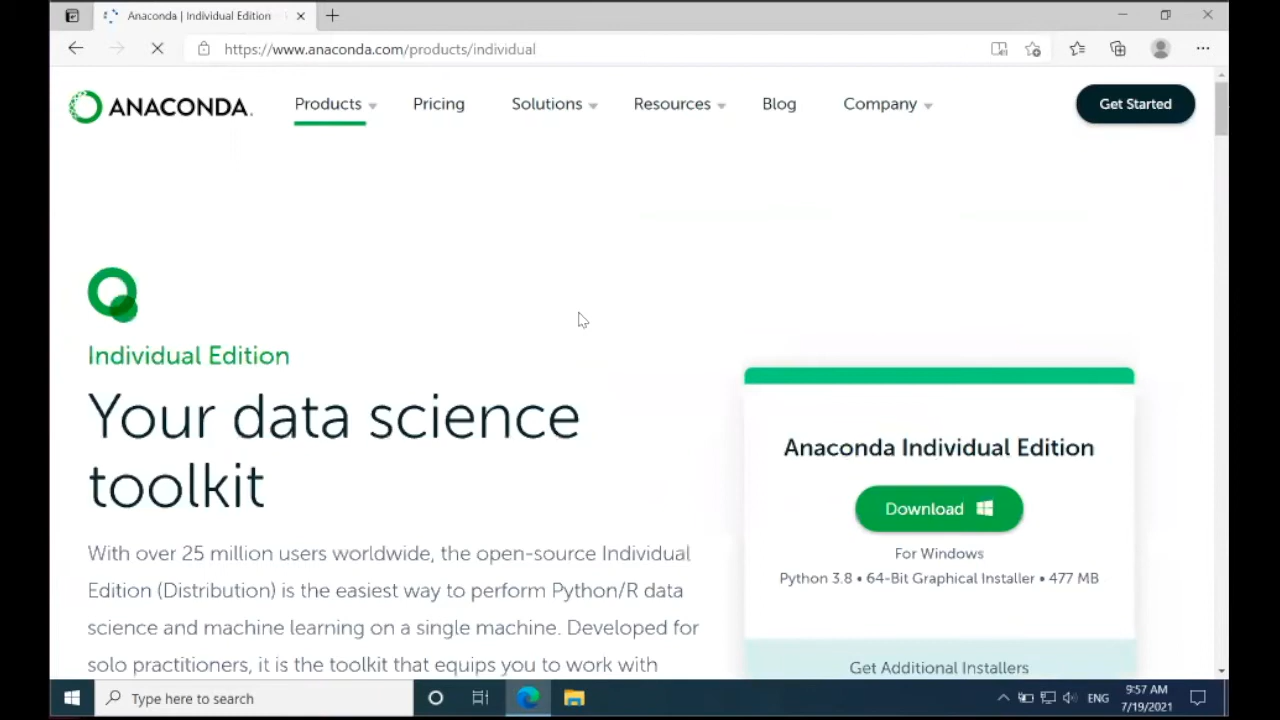 Anaconda | Individual Edition
https://www.anaconda.com/products/individual
ANACONDA.
Products
Pricing
Solutions
Resources
Blog
Company
Get Started
Individual Edition
Your data science
toolkit
With over 25 million users worldwide, the open-source Individual
Edition (Distribution) is the easiest way to perform Python/R data
science and machine learning on a single machine. Developed for
solo practitioners, it is the toolkit that equips you to work with
Anaconda Individual Edition
Download
For Windows
Python 3.8 • 64-Bit Graphical Installer • 477 MB
Get Additional Installers
Type here to search
ENG
9:57 AM
7/19/2021